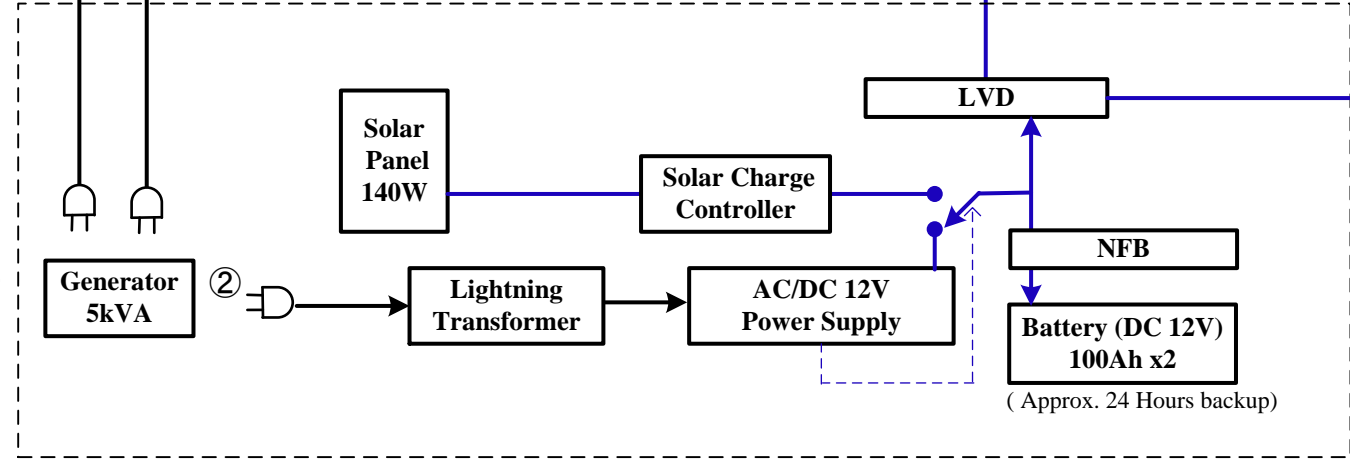 LVD
Solar
Panel
140W
Solar Charge
Controller
NFB
Generator
5kVA
②
Lightning
Transformer
AC/DC 12V
Power Supply
Battery (DC 12V)
100Ah x2
( Approx. 24 Hours backup)